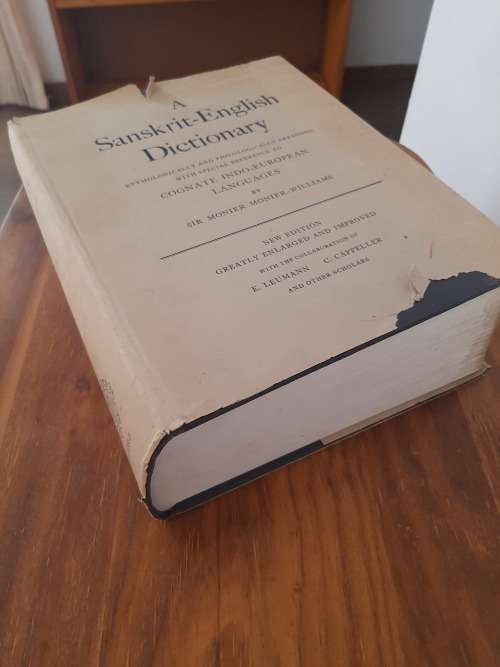 A
Sanskrit-English
Dictionary
ETYMOLOGICALLY AND PHILOLOGICALLY ARRANGED
WITH SPECIAL REFERENCE TO
COGNATE INDO-EUROPEAN
LANGUAGES
BY
SIR MONIER MONIER-WILLIAMS
NEW EDITION
GREATLY ENLARGED AND IMPROVED
WITH THE COLLABORATION OF
E. LEUMANN C. CAPPELLER
AND OTHER SCHOLARS